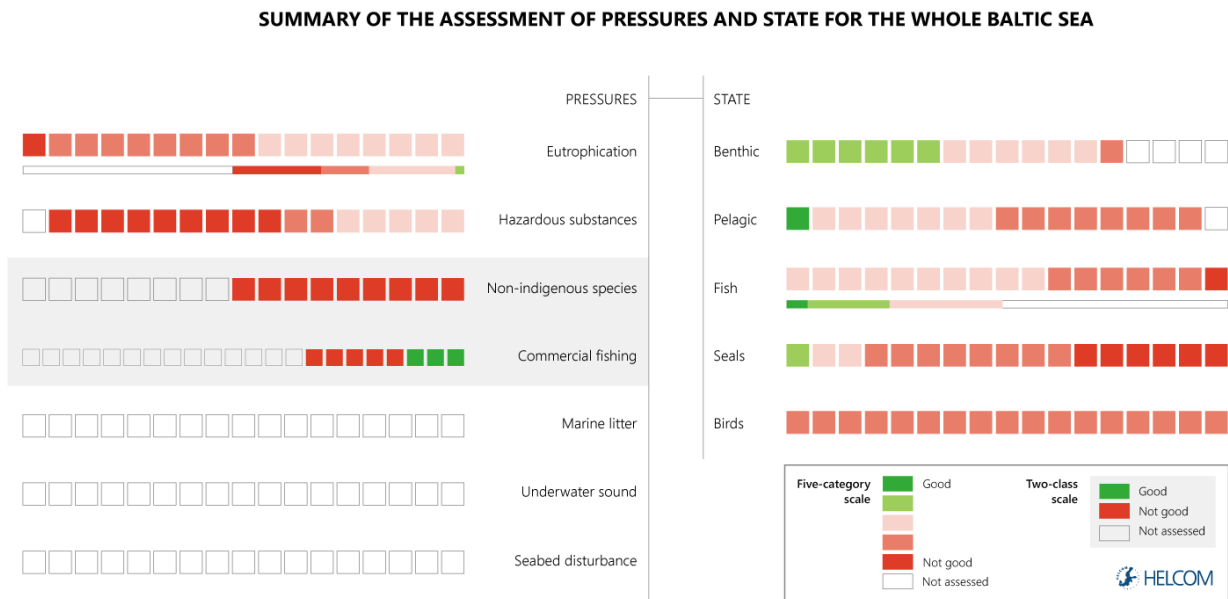 SUMMARY OF THE ASSESSMENT OF PRESSURES AND STATE FOR THE WHOLE BALTIC SEA
PRESSURES
Eutrophication
Hazardous substances
Non-indigenous species
Commercial fishing
Marine litter
Underwater sound
Seabed disturbance
STATE
Benthic
Pelagic
Fish
Seals
Birds
Five-category
scale
Good
Not good
Not assessed
Two-class
scale
Good
Not good
Not assessed
HELCOM